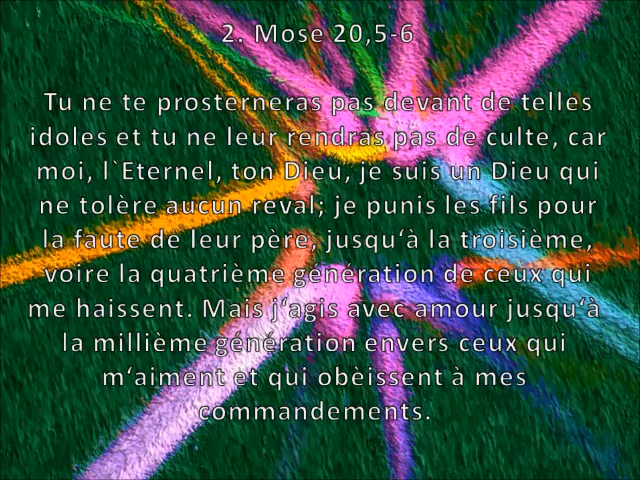 2. Mose 20,5-6
Tu ne te prosterneras pas devant de telles
idoles et tu ne leur rendras pas de culte, car
moi, l`Eternel, ton Dieu, je suis un Dieu qui
ne tolère aucun reval; je punis les fils pour
la faute de leur père, jusqu‘à la troisième,
voire la quatrième génération de ceux qui
me haissent. Mais j‘agis avec amour jusqu‘à
la millième génération envers ceux qui
m‘aiment et qui obèissent à mes
commandements.